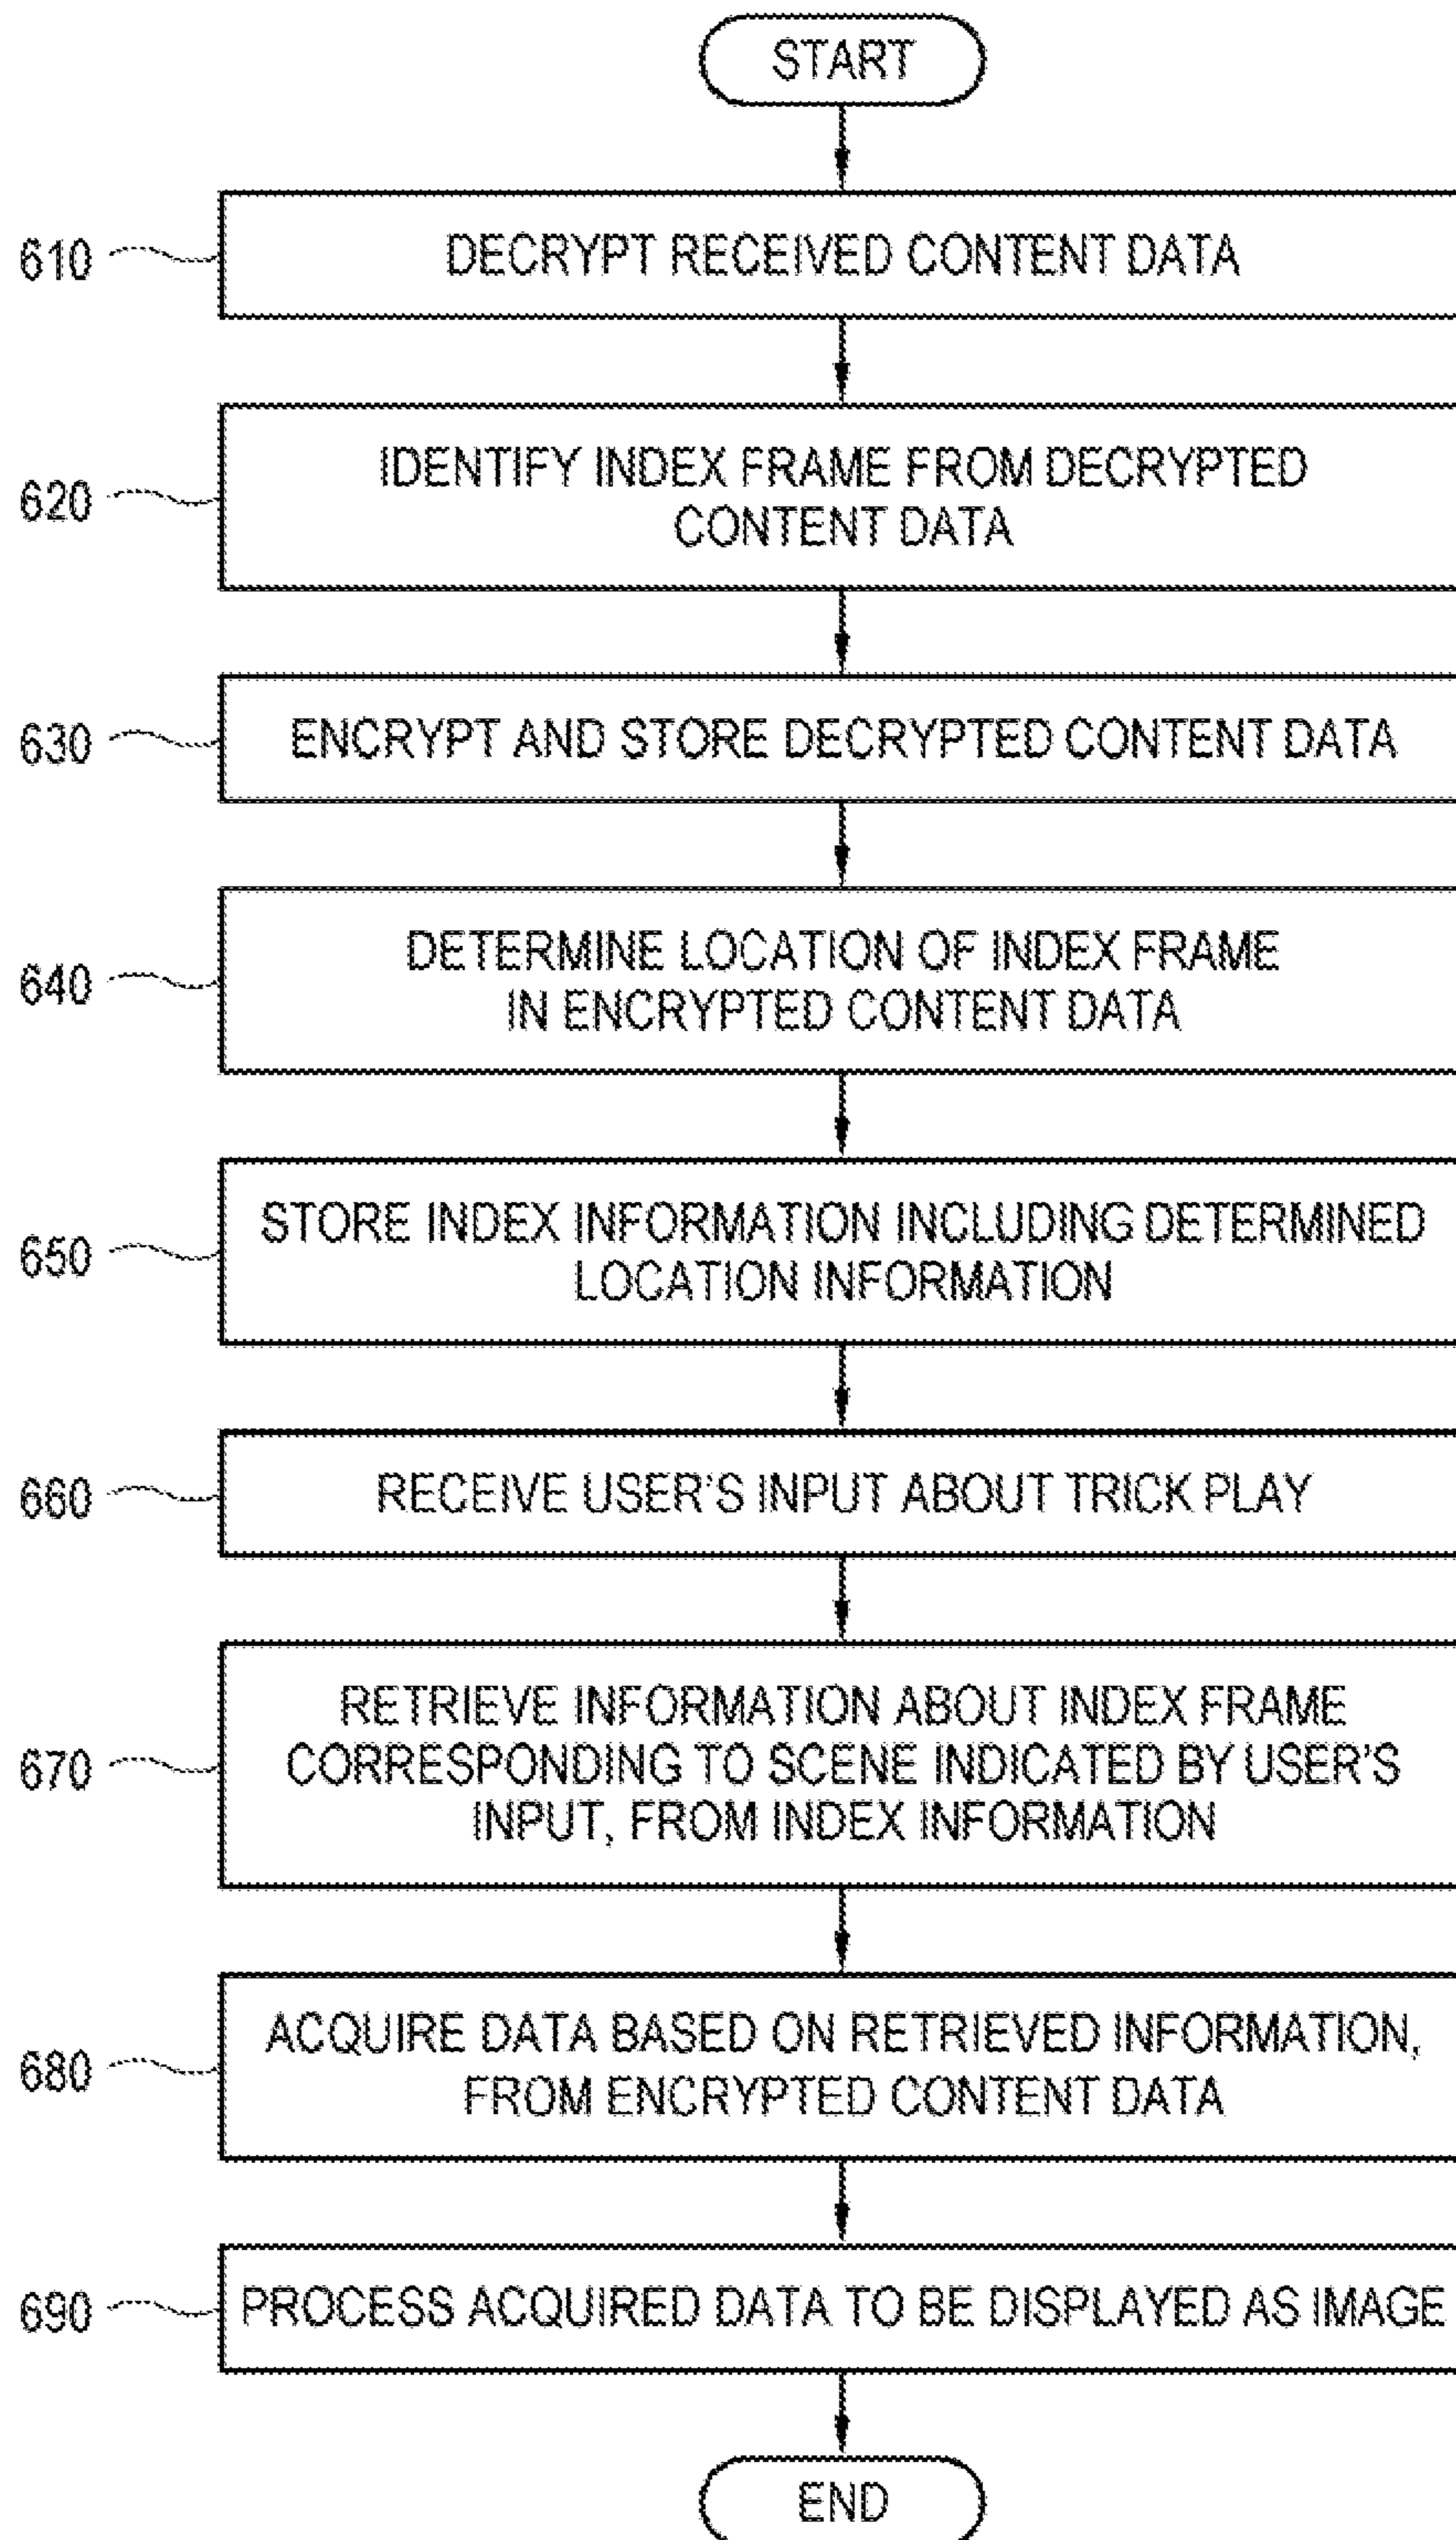 START
610
DECRYPT RECEIVED CONTENT DATA
620
IDENTIFY INDEX FRAME FROM DECRYPTED
CONTENT DATA
630
ENCRYPT AND STORE DECRYPTED CONTENT DATA
640
DETERMINE LOCATION OF INDEX FRAME
IN ENCRYPTED CONTENT DATA
650
STORE INDEX INFORMATION INCLUDING DETERMINED
LOCATION INFORMATION
660
RECEIVE USER'S INPUT ABOUT TRICK PLAY
670
RETRIEVE INFORMATION ABOUT INDEX FRAME
CORRESPONDING TO SCENE INDICATED BY USER'S
INPUT, FROM INDEX INFORMATION
680
ACQUIRE DATA BASED ON RETRIEVED INFORMATION,
FROM ENCRYPTED CONTENT DATA
690
PROCESS ACQUIRED DATA TO BE DISPLAYED AS IMAGE
END